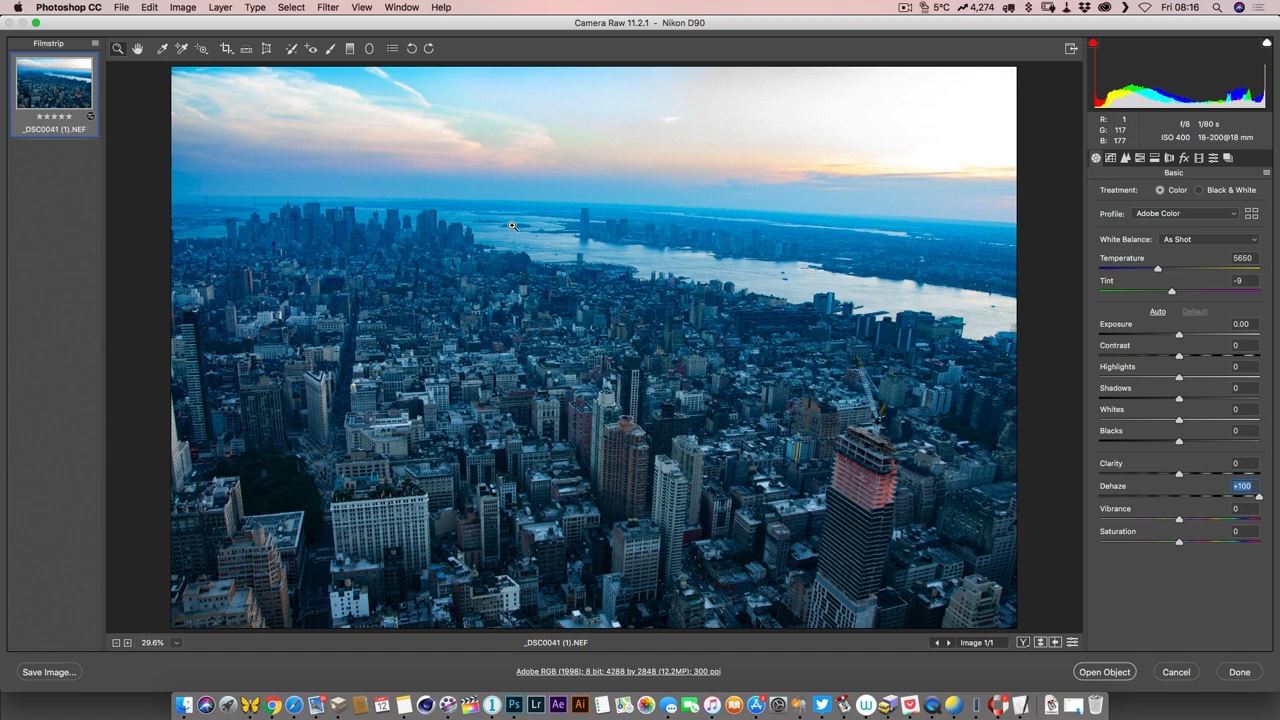 Photoshop CC File Edit Image Layer Type Select Filter View Window Help 5°C 4,274 Fri 08:16
Camera Raw 11.2.1 - Nikon D90
Filmstrip
_DSC0041 (1).NEF
R: 1
G: 117
B: 177
f/8 1/80 s
ISO 400 18-200@18 mm
Basic
Treatment: Color Black & White
Profile: Adobe Color
White Balance: As Shot
Temperature 5650
Tint -9
Auto Default
Exposure 0.00
Contrast 0
Highlights 0
Shadows 0
Whites 0
Blacks 0
Clarity 0
Dehaze +100
Vibrance 0
Saturation 0
29.6% _DSC0041 (1).NEF Image 1/1 Y
Save Image... Adobe RGB (1998); 8 bit; 4288 by 2848 (12.2MP); 300 ppi Open Object Cancel Done
12 Ps Lr Ae Ai